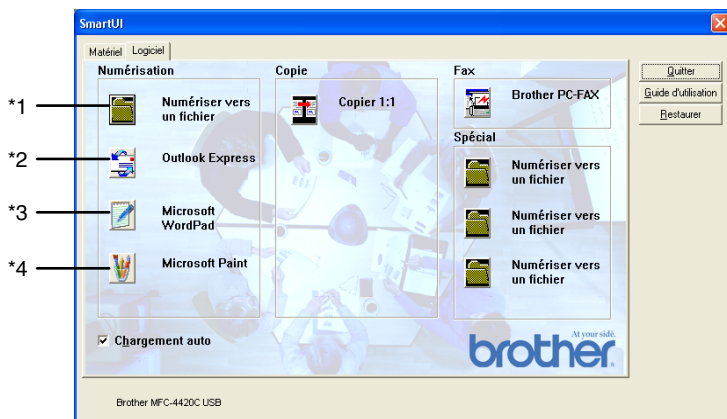 SmartUI
Matériel
Logiciel
Numérisation
*1
Numériser vers
un fichier
*2
Outlook Express
*3
Microsoft
WordPad
*4
Microsoft Paint
Chargement auto
Copie
Copier 1:1
Fax
Brother PC-FAX
Spécial
Numériser vers
un fichier
Numériser vers
un fichier
Numériser vers
un fichier
At your side.
brother
Quitter
Guide d'utilisation
Restaurer
Brother MFC-4420C USB